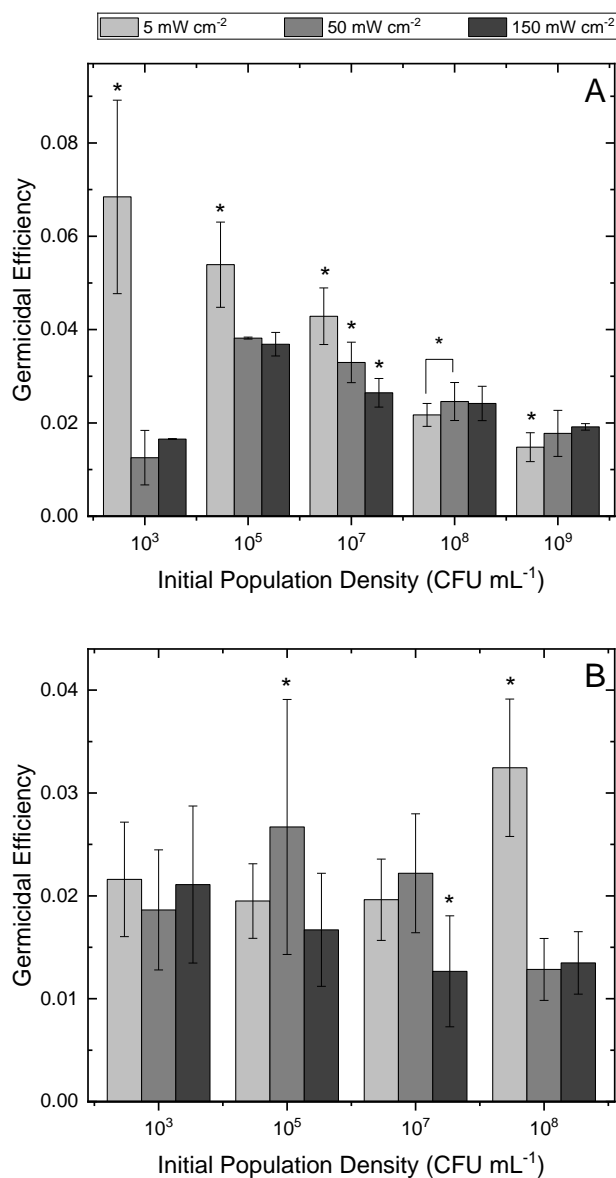 5 mW cm⁻² 50 mW cm⁻² 150 mW cm⁻²
A
Germicidal Efficiency
0.08
0.06
0.04
0.02
0.00
* * * * * * *
10³ 10⁵ 10⁷ 10⁸ 10⁹
Initial Population Density (CFU mL⁻¹)
B
Germicidal Efficiency
0.04
0.03
0.02
0.01
0.00
* * *
10³ 10⁵ 10⁷ 10⁸
Initial Population Density (CFU mL⁻¹)